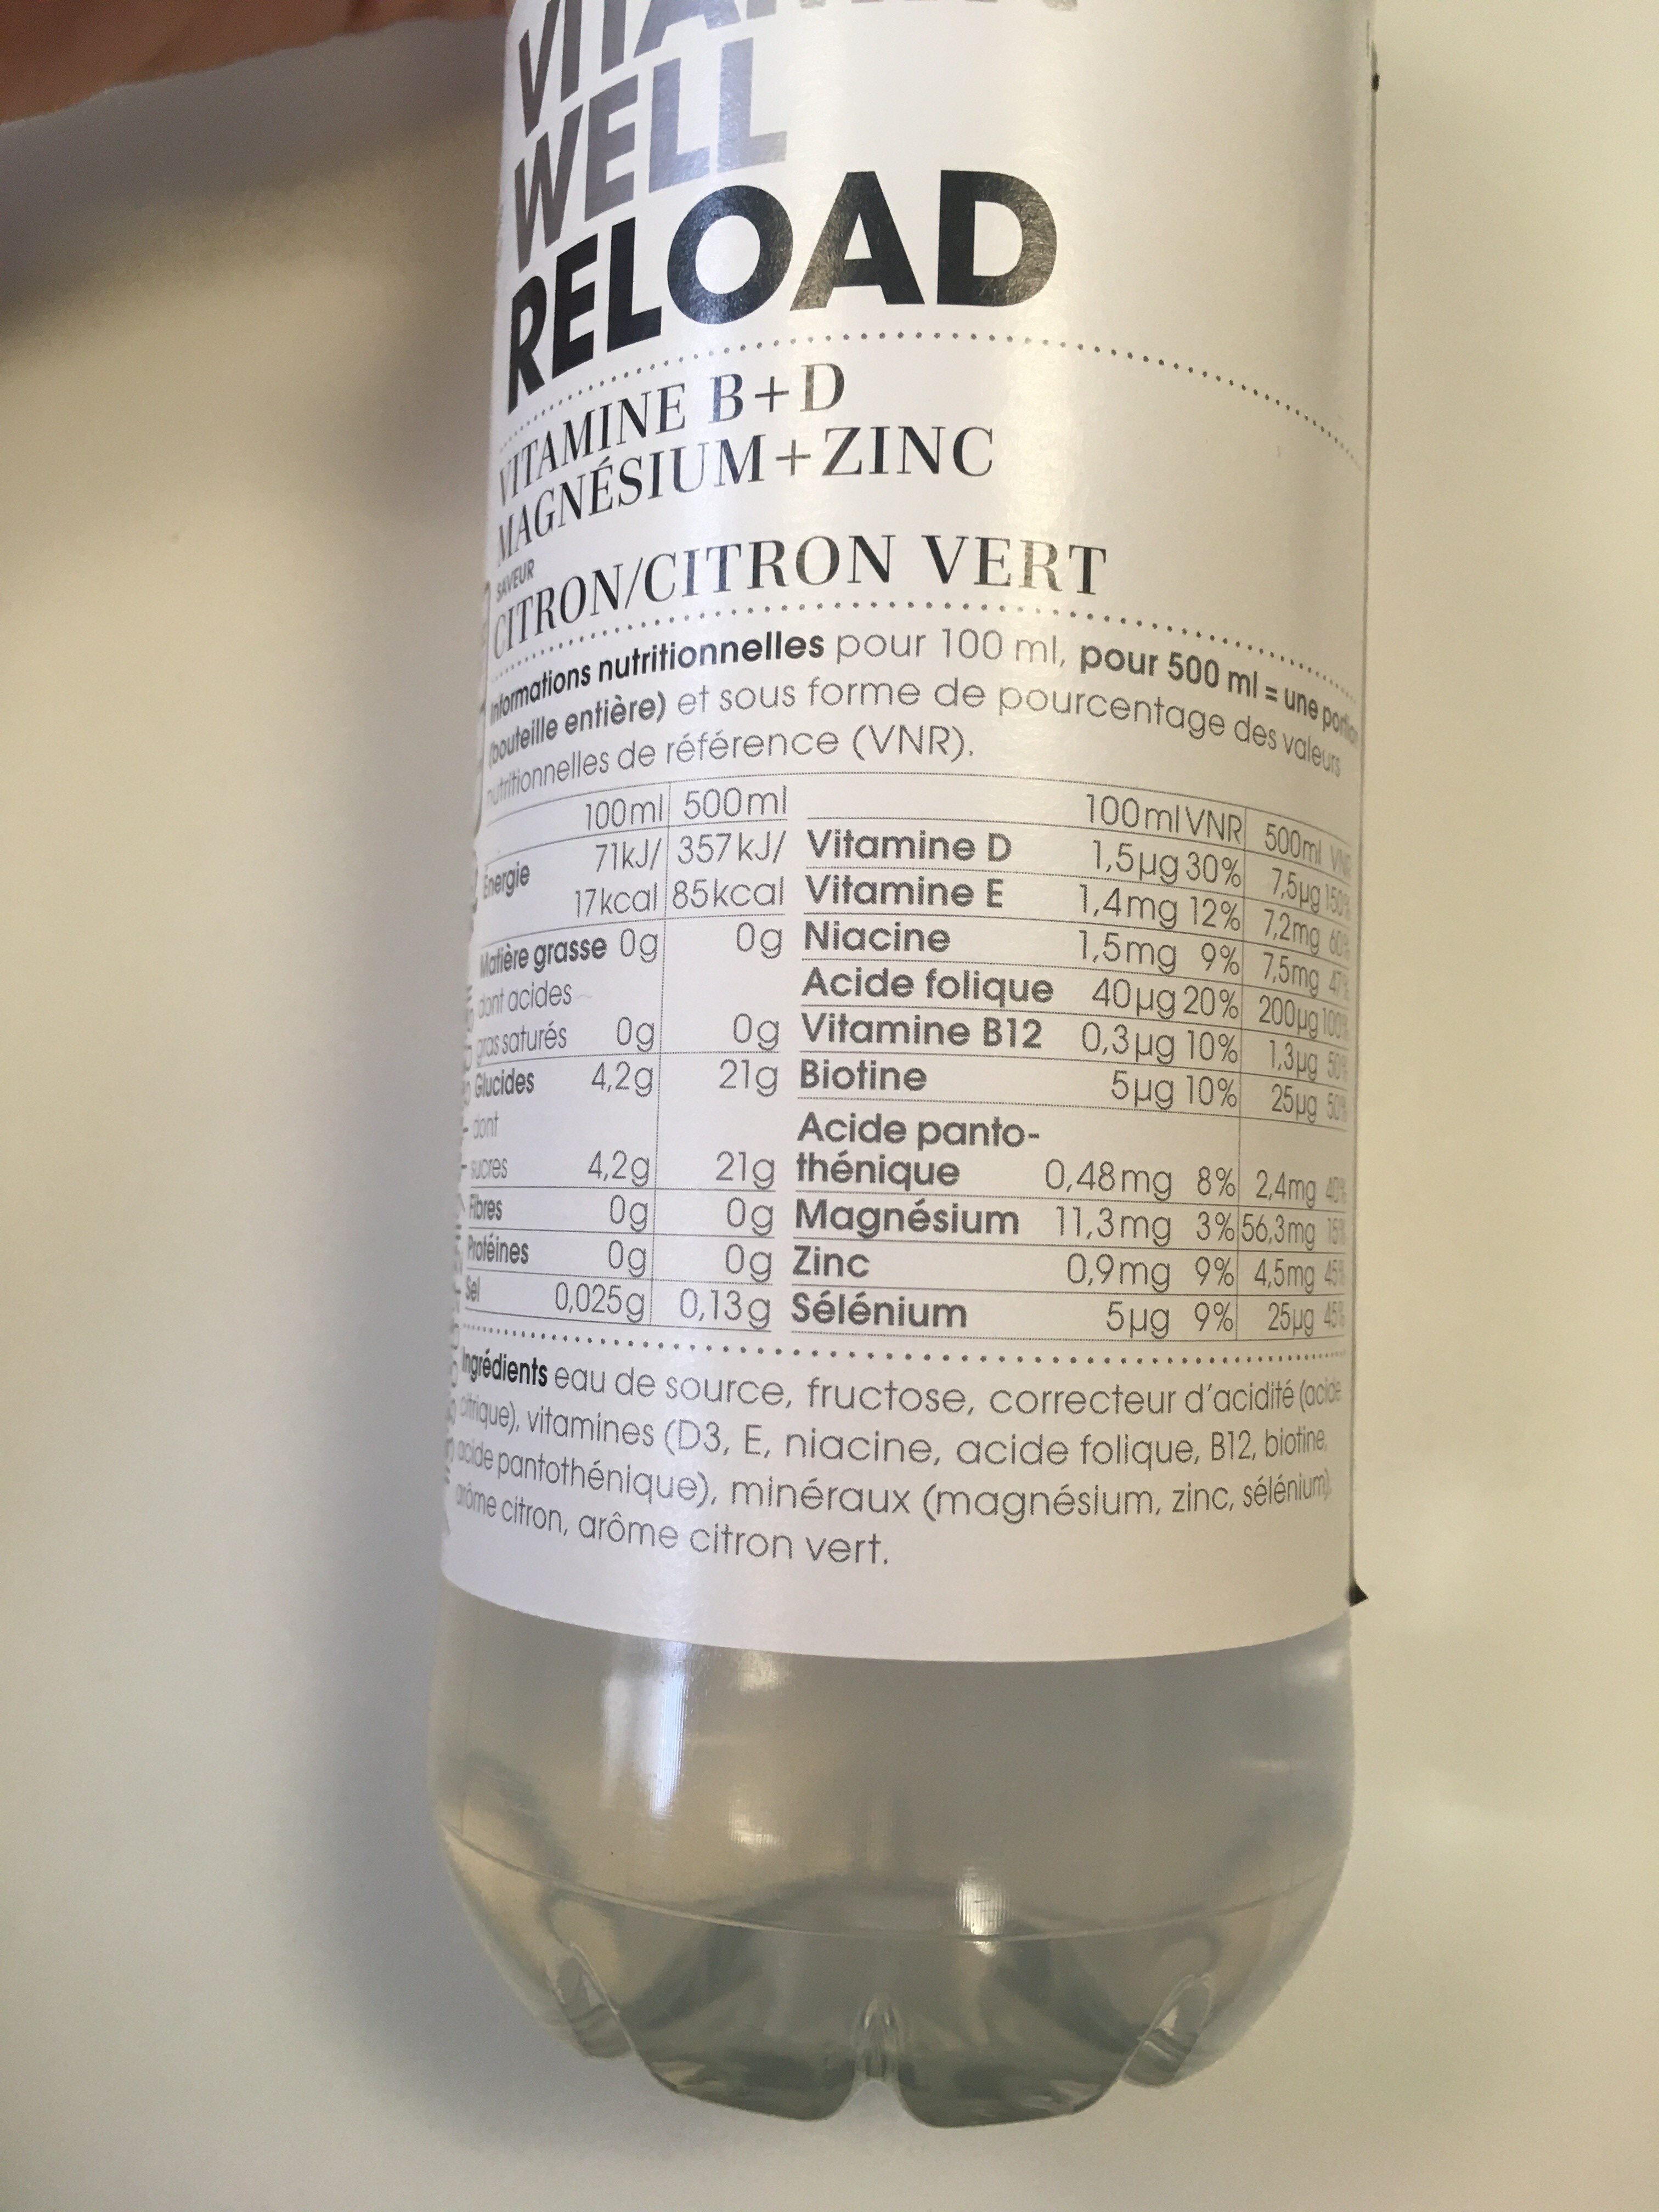 VITAMIN
WELL
RELOAD
VITAMINE B+D
MAGNÉSIUM+ZINC
SAVEUR
CITRON/CITRON VERT
Informations nutritionnelles pour 100 ml, pour 500 ml = une portion
(bouteille entière) et sous forme de pourcentage des valeurs
nutritionnelles de référence (VNR).
100ml 500ml
Énergie 71kJ/ 357kJ/
17kcal 85kcal
Matière grasse 0g 0g
dont acides
gras saturés 0g 0g
Glucides 4,2g 21g
- dont
- sucres 4,2g 21g
Fibres 0g 0g
Protéines 0g 0g
Sel 0,025g 0,13g
100ml VNR 500ml VNR
Vitamine D 1,5µg 30% 7,5µg 150%
Vitamine E 1,4mg 12% 7,2mg 60%
Niacine 1,5mg 9% 7,5mg 47%
Acide folique 40µg 20% 200µg 100%
Vitamine B12 0,3µg 10% 1,3µg 50%
Biotine 5µg 10% 25µg 50%
Acide panto-
thénique 0,48mg 8% 2,4mg 40%
Magnésium 11,3mg 3% 56,3mg 15%
Zinc 0,9mg 9% 4,5mg 45%
Sélénium 5µg 9% 25µg 45%
Ingrédients eau de source, fructose, correcteur d'acidité (acide
citrique), vitamines (D3, E, niacine, acide folique, B12, biotine,
acide pantothénique), minéraux (magnésium, zinc, sélénium),
arôme citron, arôme citron vert.